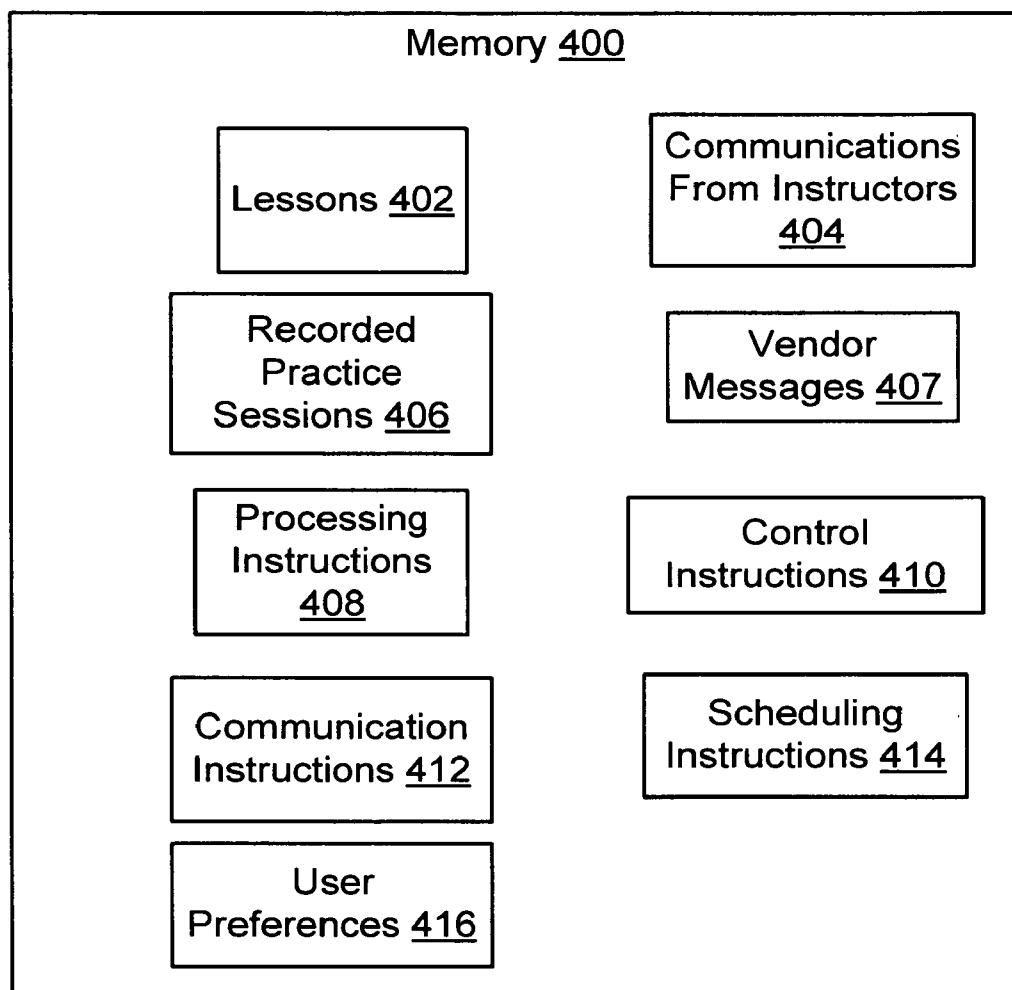 Memory 400
Lessons 402
Communications
From Instructors
404
Recorded
Practice
Sessions 406
Vendor
Messages 407
Processing
Instructions
408
Control
Instructions 410
Communication
Instructions 412
Scheduling
Instructions 414
User
Preferences 416